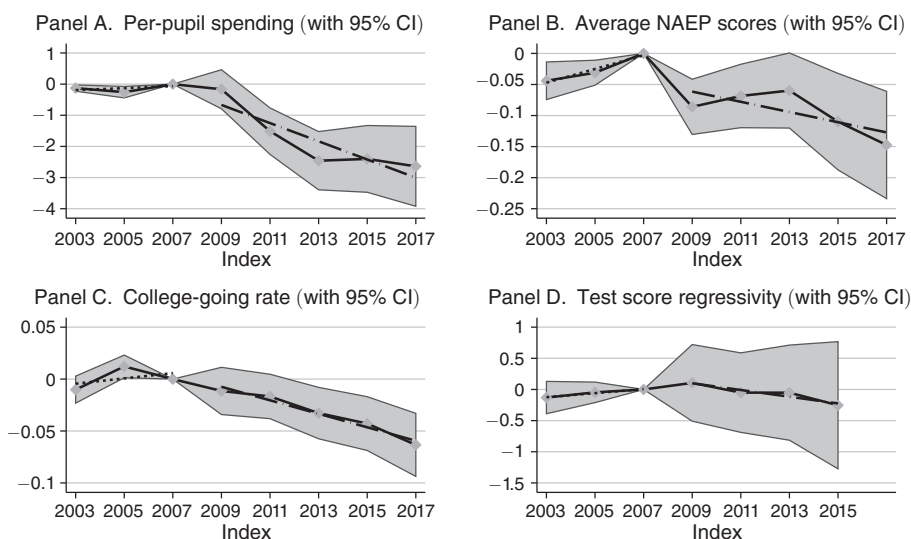 Panel A. Per-pupil spending (with 95% CI)
1
0
−1
−2
−3
−4
2003 2005 2007 2009 2011 2013 2015 2017
Index
Panel B. Average NAEP scores (with 95% CI)
0
−0.05
−0.1
−0.15
−0.2
−0.25
2003 2005 2007 2009 2011 2013 2015 2017
Index
Panel C. College-going rate (with 95% CI)
0.05
0
−0.05
−0.1
2003 2005 2007 2009 2011 2013 2015 2017
Index
Panel D. Test score regressivity (with 95% CI)
1
0.5
0
−0.5
−1
−1.5
2003 2005 2007 2009 2011 2013 2015
Index